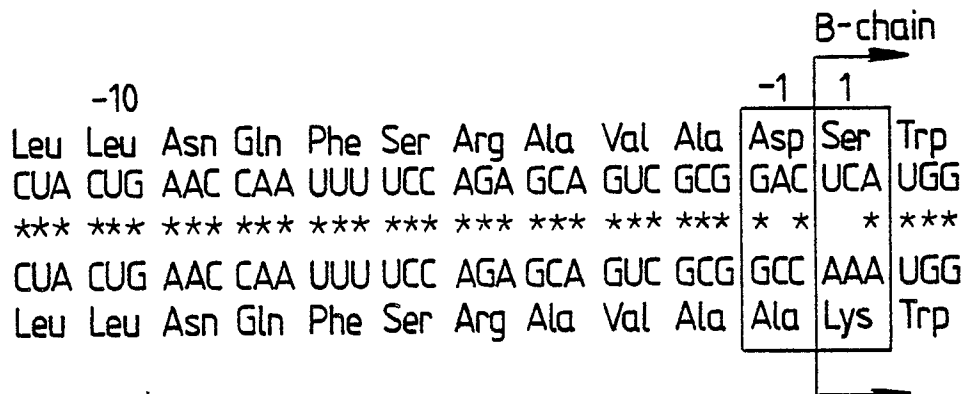 B-chain
-10 -1 1
Leu Leu Asn Gln Phe Ser Arg Ala Val Ala Asp Ser Trp
CUA CUG AAC CAA UUU UCC AGA GCA GUC GCG GAC UCA UGG
*** *** *** *** *** *** *** *** *** *** * * * ***
CUA CUG AAC CAA UUU UCC AGA GCA GUC GCG GCC AAA UGG
Leu Leu Asn Gln Phe Ser Arg Ala Val Ala Ala Lys Trp